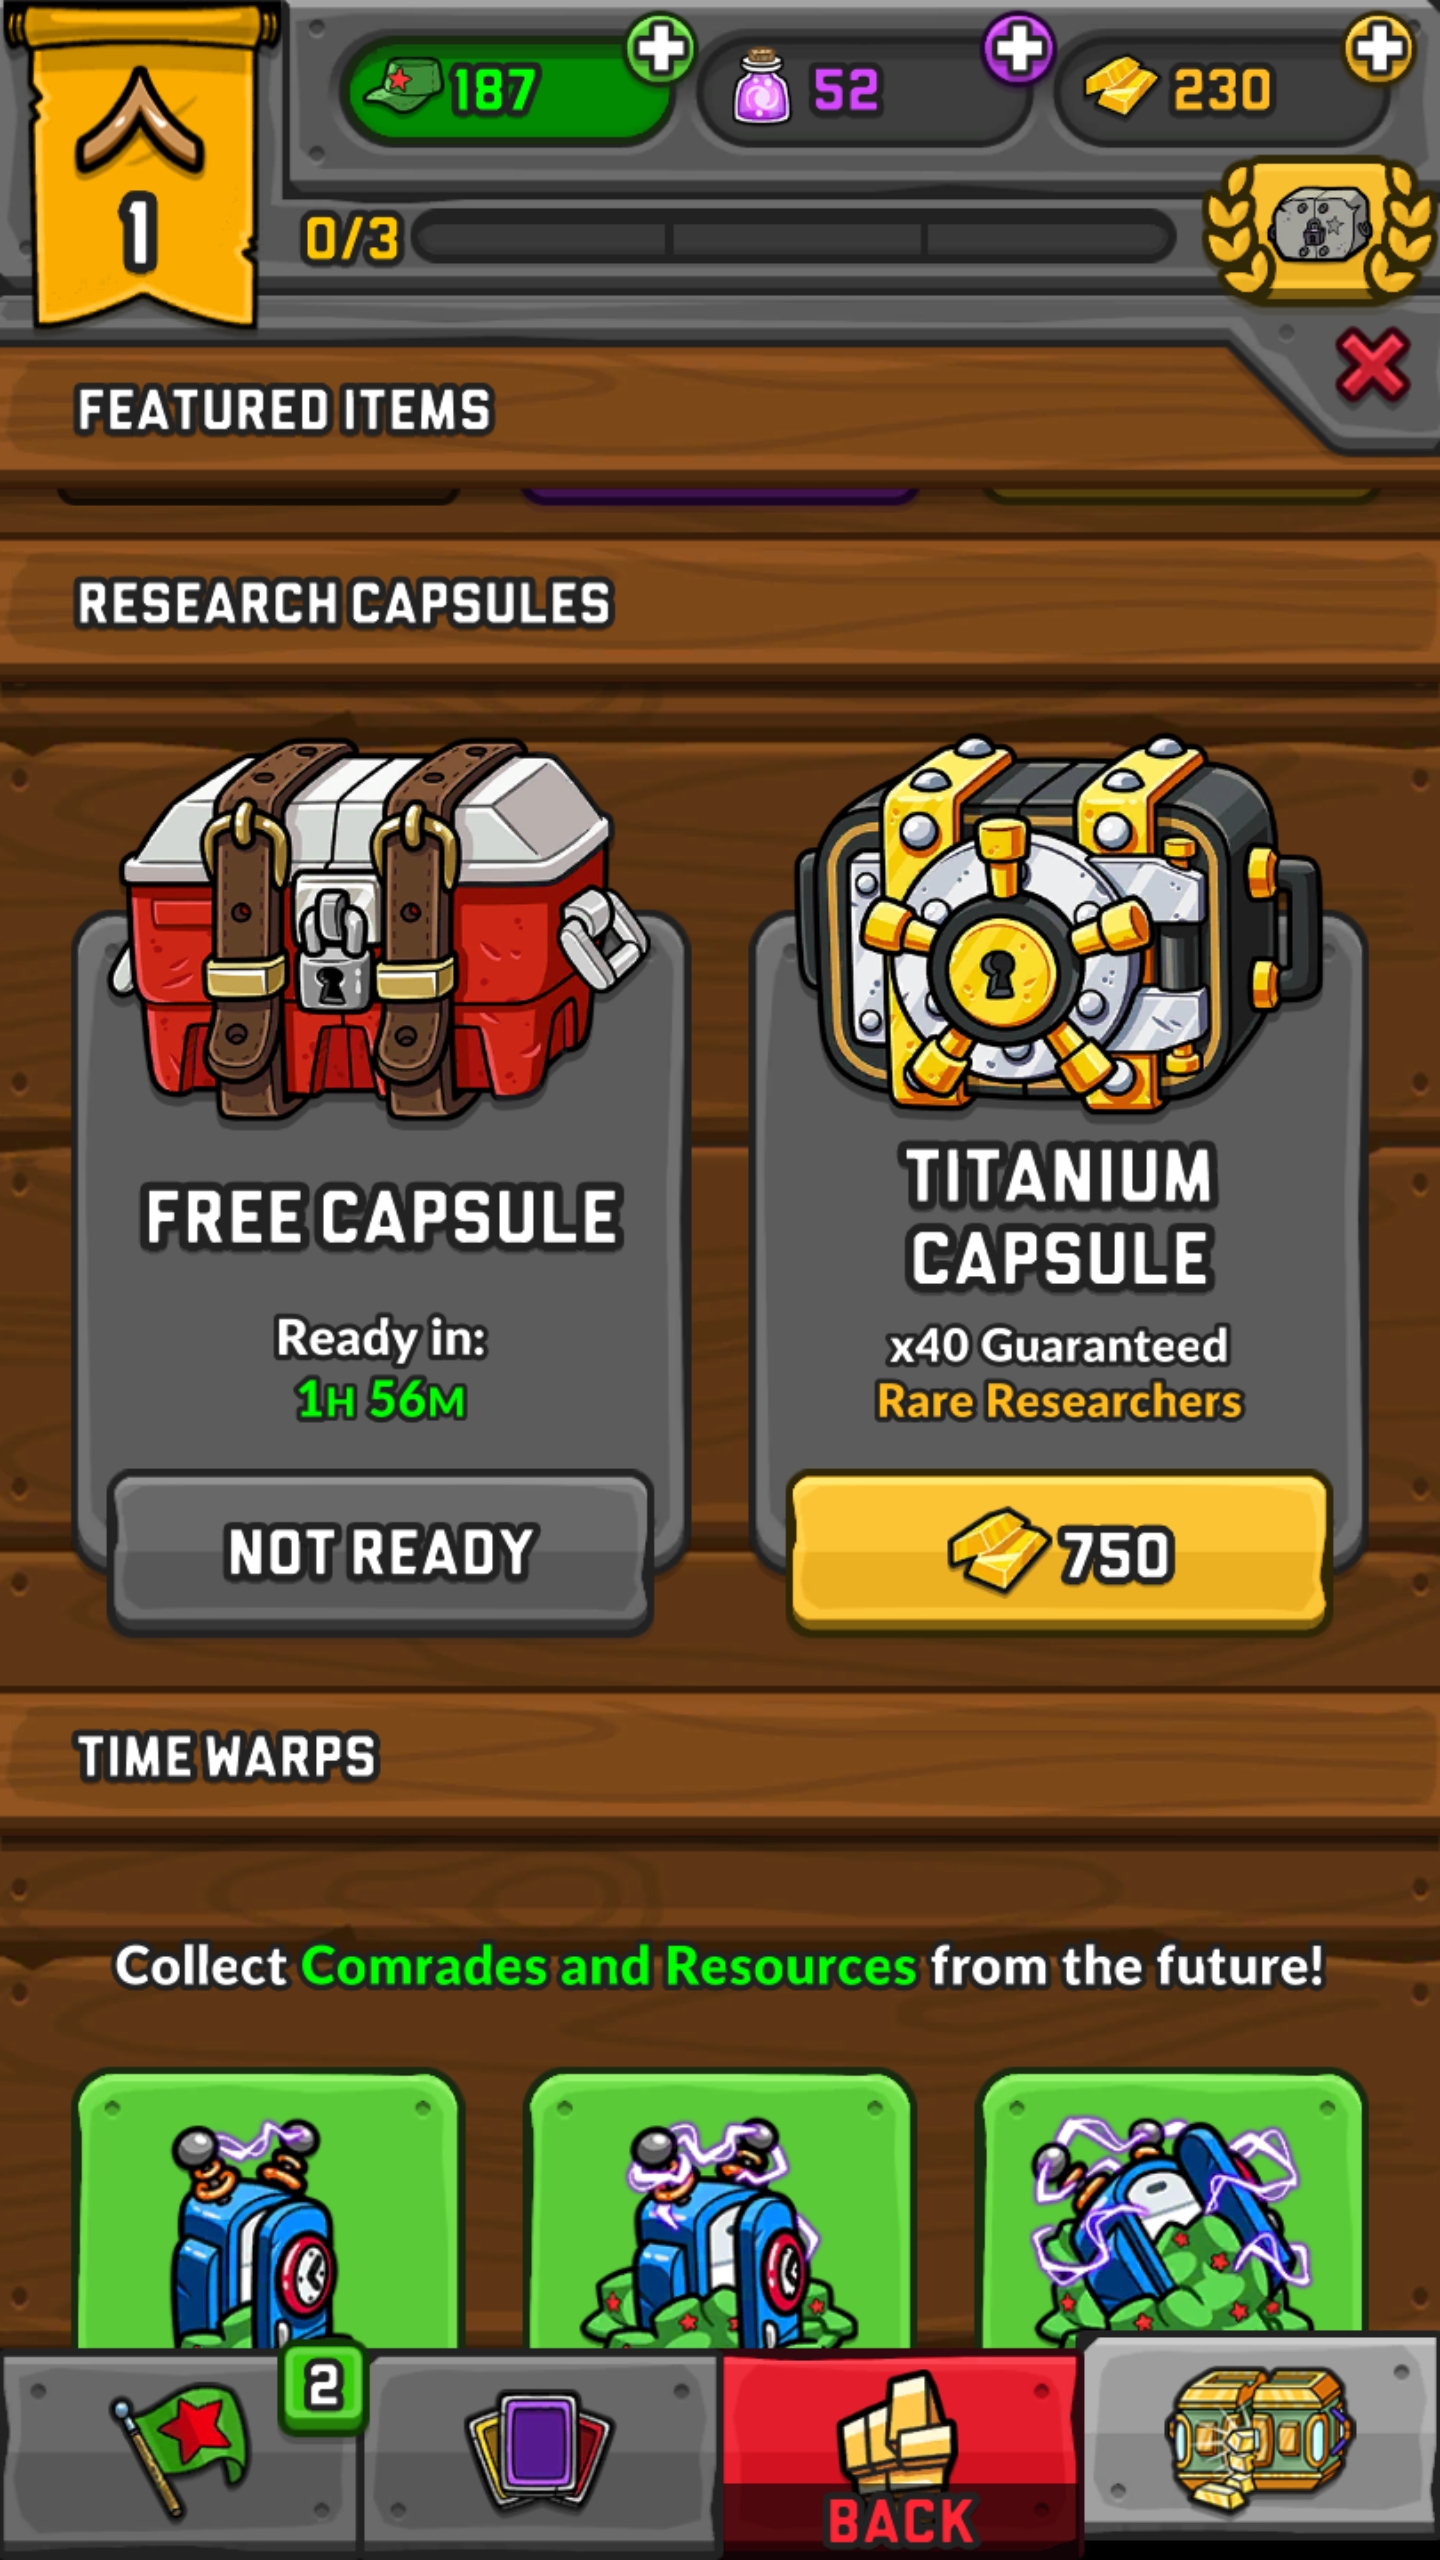 187
52
230
1
0/3
FEATURED ITEMS
RESEARCH CAPSULES
FREE CAPSULE
Ready in:
1H 56M
NOT READY
TITANIUM
CAPSULE
x40 Guaranteed
Rare Researchers
750
TIME WARPS
Collect Comrades and Resources from the future!
2
BACK